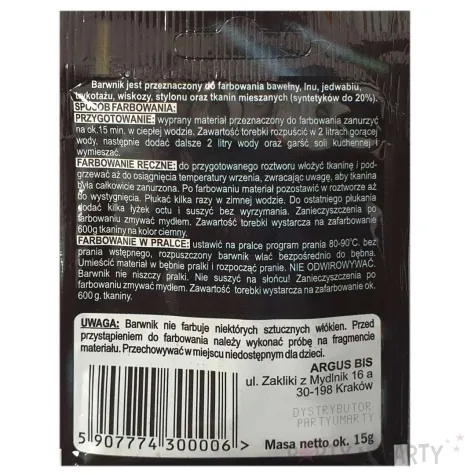 Barwnik jest przeznaczony do farbowania bawełny, lnu, jedwabiu,
trykotażu, wiskozy, stylonu oraz tkanin mieszanych (syntetyków do 20%).
SPOSÓB FARBOWANIA:
PRZYGOTOWANIE: wyprany materiał przeznaczony do farbowania zanurzyć
na ok.15 min. w ciepłej wodzie. Zawartość torebki rozpuścić w 2 litrach gorącej
wody, następnie dodać dalsze 2 litry wody oraz garść soli kuchennej i
wymieszać.
FARBOWANIE RĘCZNE: do przygotowanego roztworu włożyć tkaninę i pod-
grzewać aż do osiągnięcia temperatury wrzenia, zwracając uwagę, aby tkanina
była całkowicie zanurzona. Po farbowaniu materiał pozostawić w roztworze aż
do wystygnięcia. Płukać kilka razy w zimnej wodzie. Do ostatniego płukania
dodać kilka łyżek octu i suszyć bez wyrzymania. Zanieczyszczenia po
farbowaniu zmywać mydłem. Zawartość torebki wystarcza na zafarbowanie
600g tkaniny na kolor ciemny.
FARBOWANIE W PRALCE: ustawić na pralce program prania 80-90°C. bez
prania wstępnego, rozpuszczony barwnik wlać bezpośrednio do bębna.
Umieścić materiał w bębnie pralki i rozpocząć pranie. NIE ODWIROWYWAĆ.
Barwnik nie niszczy pralki. Nie suszyć na słońcu! Zanieczyszczenia po
farbowaniu zmywać mydłem. Zawartość torebki wystarcza na zafarbowanie ok.
600 g. tkaniny.
UWAGA: Barwnik nie farbuje niektórych sztucznych włókien. Przed
przystąpieniem do farbowania należy wykonać próbę na fragmencie
materiału. Przechowywać w miejscu niedostępnym dla dzieci.
ARGUS BIS
ul. Zakliki z Mydlnik 16 a
30-198 Kraków
DYSTRYBUTOR
PARTYUMARTY
5 907774 300006
Masa netto ok. 15g